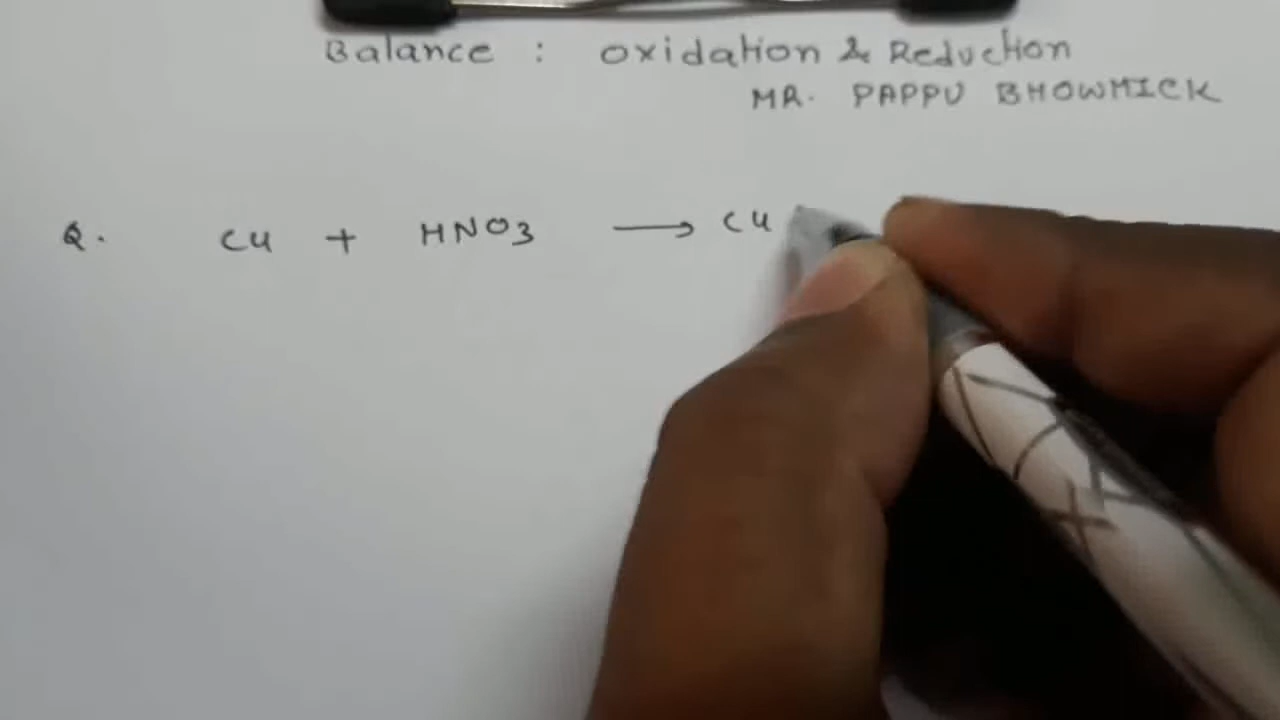 Balance : oxidation & Reduction
MR. PAPPU BHOWMICK
Q. Cu + HNO3 → Cu